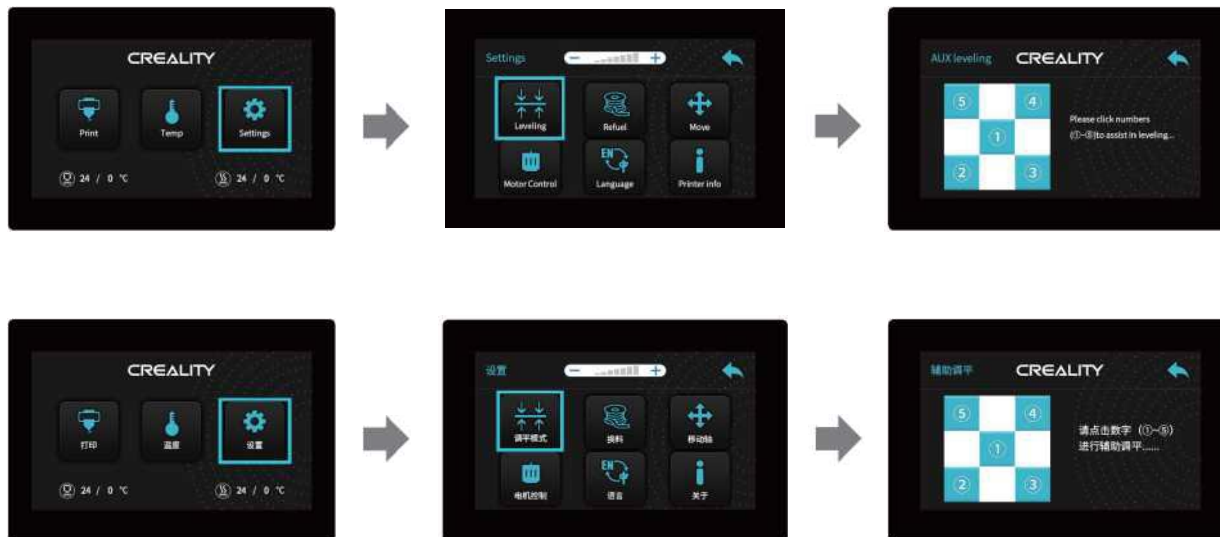 CREALITY
Print
Temp
Settings
24 / 0 ℃
24 / 0 ℃
Settings
Leveling
Refuel
Move
EN
Motor Control
Language
Printer info
AUX leveling
CREALITY
⑤
④
Please click numbers
①
(①~⑤)to assist in leveling...
②
③
CREALITY
打印
温度
设置
24 / 0 ℃
24 / 0 ℃
设置
调平模式
换料
移动轴
EN
电机控制
语言
关于
辅助调平
CREALITY
⑤
④
请点击数字（①~⑤）
①
进行辅助调平......
②
③